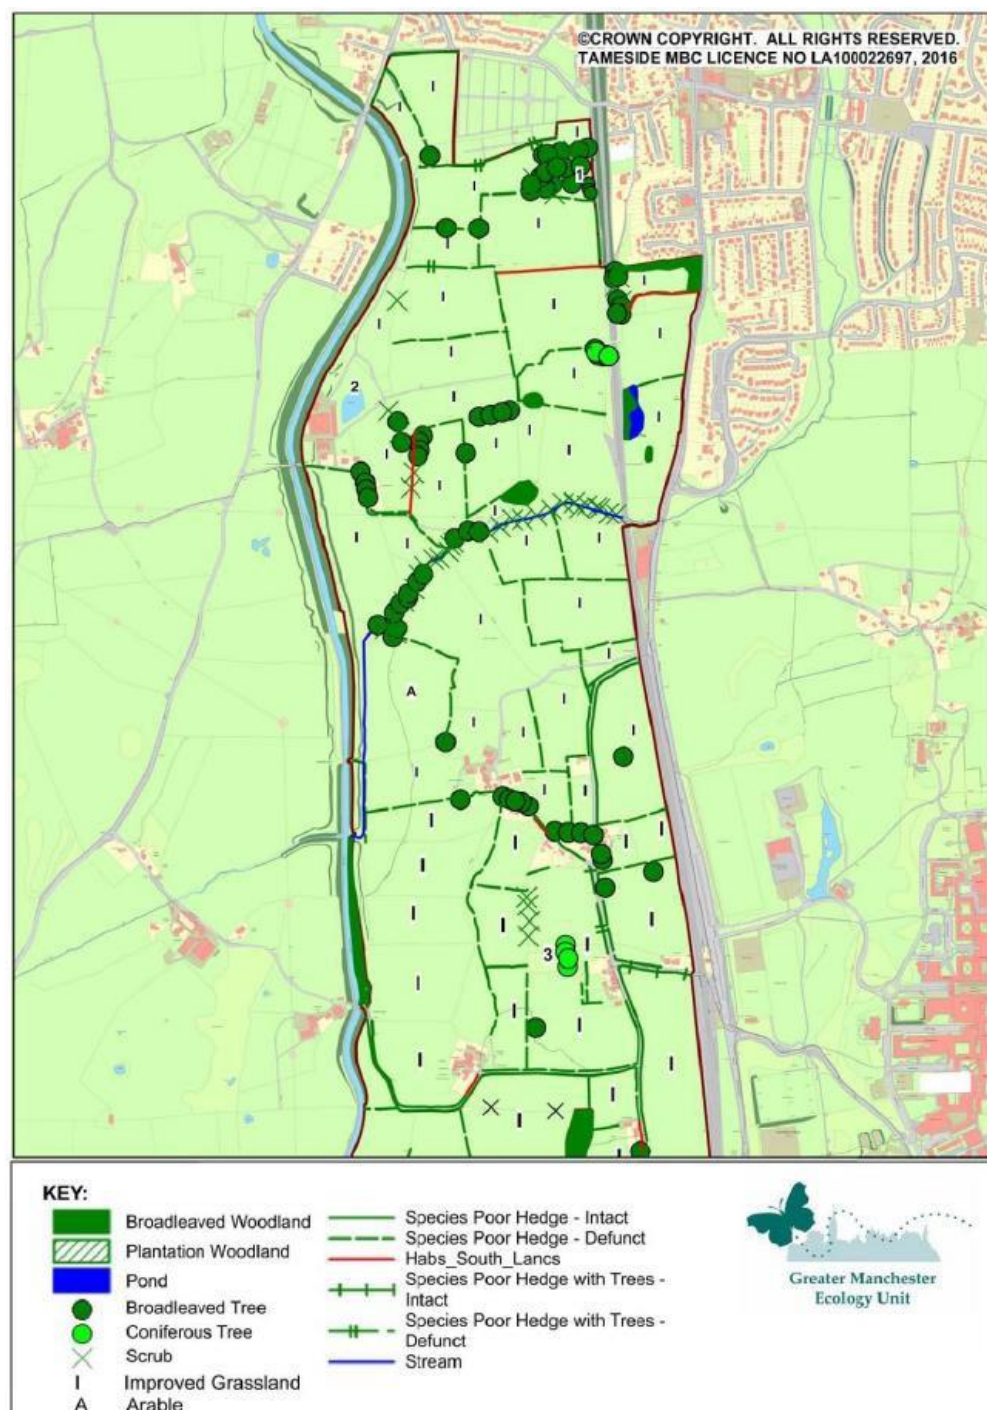 ©CROWN COPYRIGHT. ALL RIGHTS RESERVED.
TAMESIDE MBC LICENCE NO LA100022697, 2016
I
I
I
1
I
I
I
I
I
I
I
I
I
2
I
I
I
I
I
I
I
I
I
I
I
I
I
I
A
I
I
I
I
I
I
I
I
I
I
I
I
I
I
3
I
I
I
I
I
I
I
I
I
KEY:
Broadleaved Woodland
Plantation Woodland
Pond
Broadleaved Tree
Coniferous Tree
Scrub
I Improved Grassland
A Arable
Species Poor Hedge - Intact
Species Poor Hedge - Defunct
Habs_South_Lancs
Species Poor Hedge with Trees -
Intact
Species Poor Hedge with Trees -
Defunct
Stream
Greater Manchester
Ecology Unit